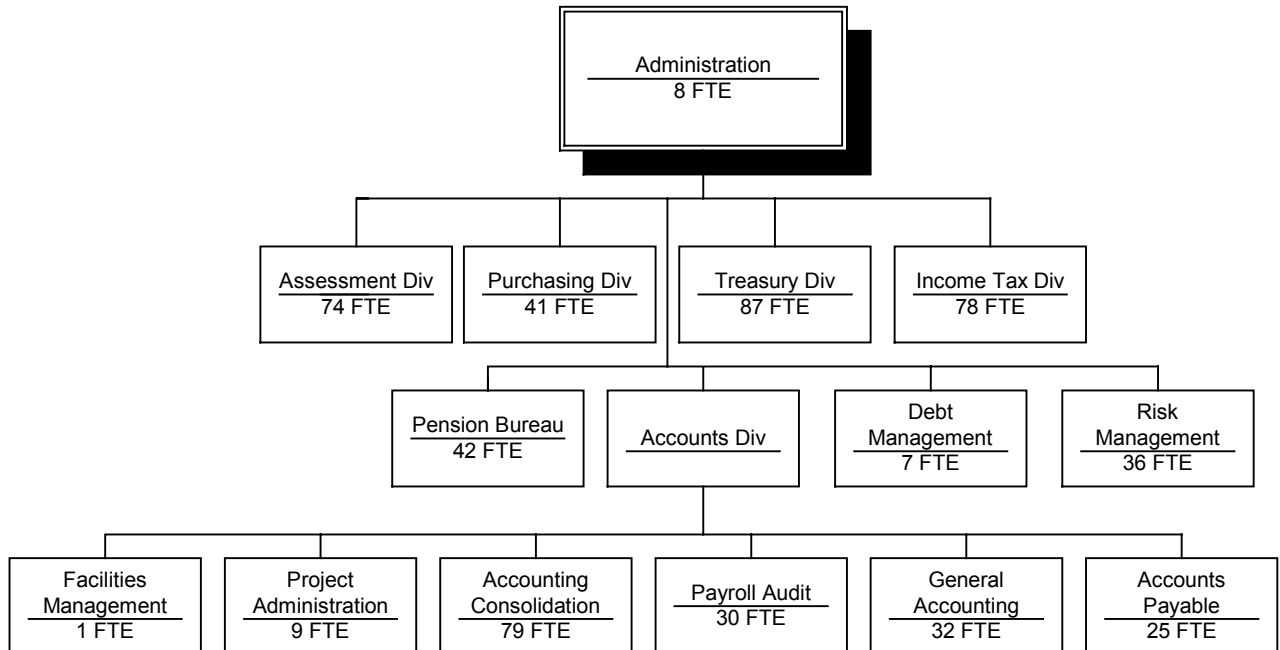 Administration
8 FTE
Assessment Div
74 FTE
Purchasing Div
41 FTE
Treasury Div
87 FTE
Income Tax Div
78 FTE
Pension Bureau
42 FTE
Accounts Div
Debt
Management
7 FTE
Risk
Management
36 FTE
Facilities
Management
1 FTE
Project
Administration
9 FTE
Accounting
Consolidation
79 FTE
Payroll Audit
30 FTE
General
Accounting
32 FTE
Accounts
Payable
25 FTE